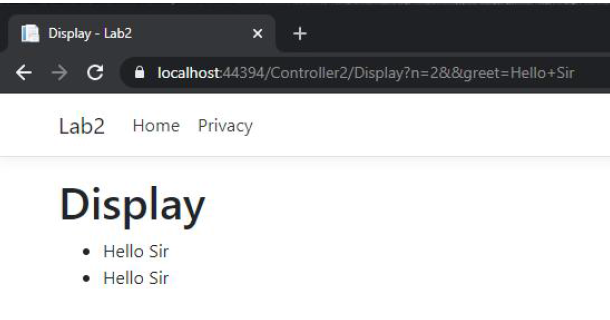 Display - Lab2
localhost:44394/Controller2/Display?n=2&&greet=Hello+Sir
Lab2 Home Privacy
Display
Hello Sir
Hello Sir